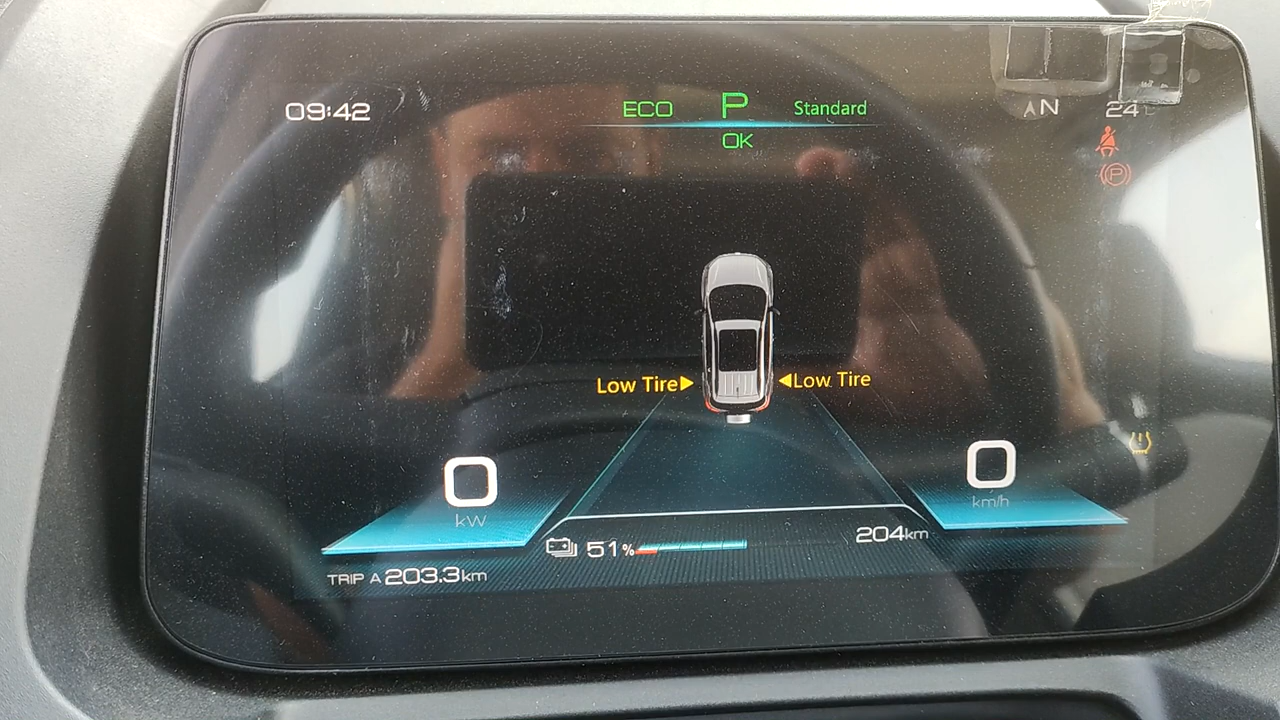 09:42
ECO P Standard
OK
N
24
Low Tire
Low Tire
0
kW
0
km/h
51%
204km
TRIP A 203.3km